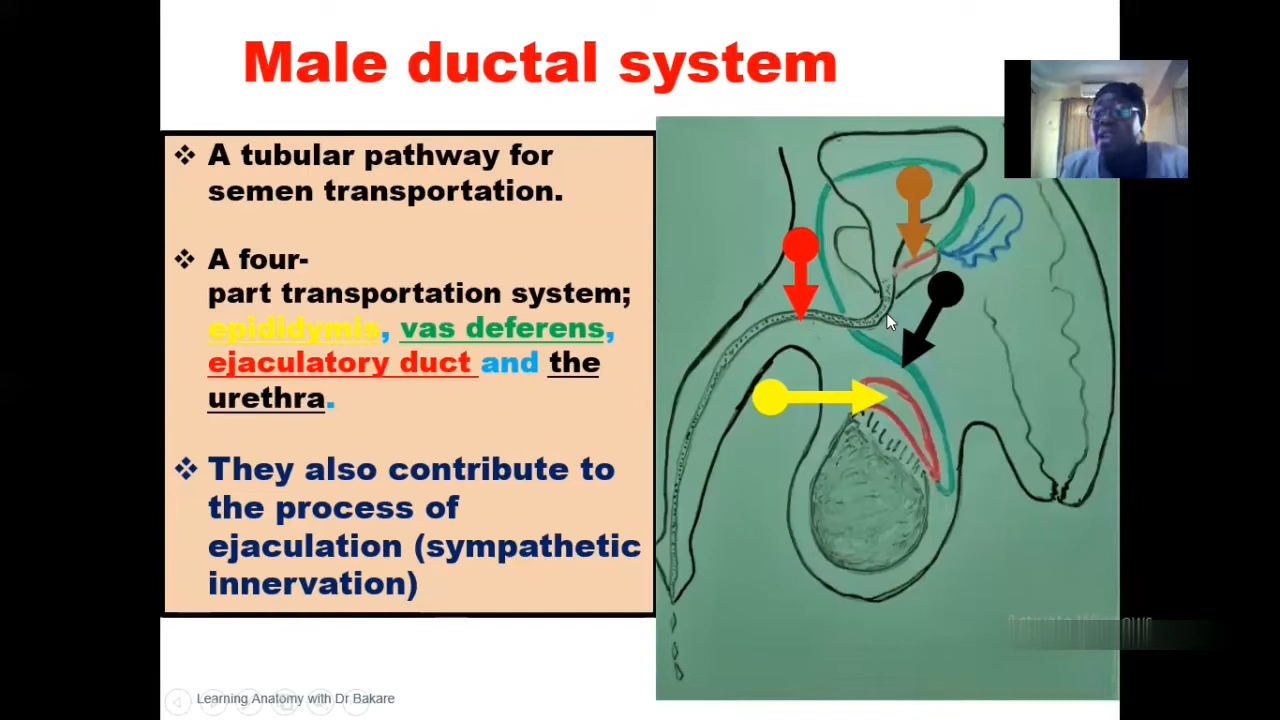 Male ductal system
❖ A tubular pathway for
semen transportation.
❖ A four-
part transportation system;
epididymis, vas deferens,
ejaculatory duct and the
urethra.
❖ They also contribute to
the process of
ejaculation (sympathetic
innervation)
Learning Anatomy with Dr Bakare